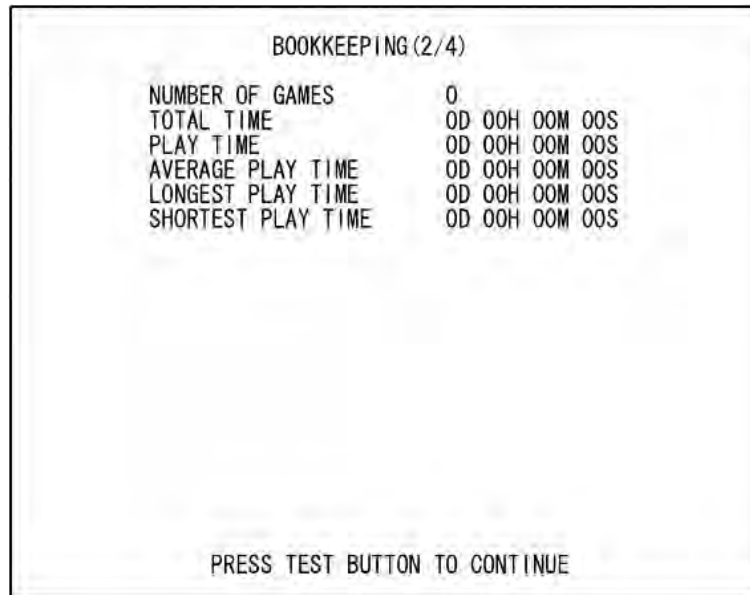 BOOKKEEPING(2/4)
NUMBER OF GAMES 0
TOTAL TIME 0D 00H 00M 00S
PLAY TIME 0D 00H 00M 00S
AVERAGE PLAY TIME 0D 00H 00M 00S
LONGEST PLAY TIME 0D 00H 00M 00S
SHORTEST PLAY TIME 0D 00H 00M 00S
PRESS TEST BUTTON TO CONTINUE